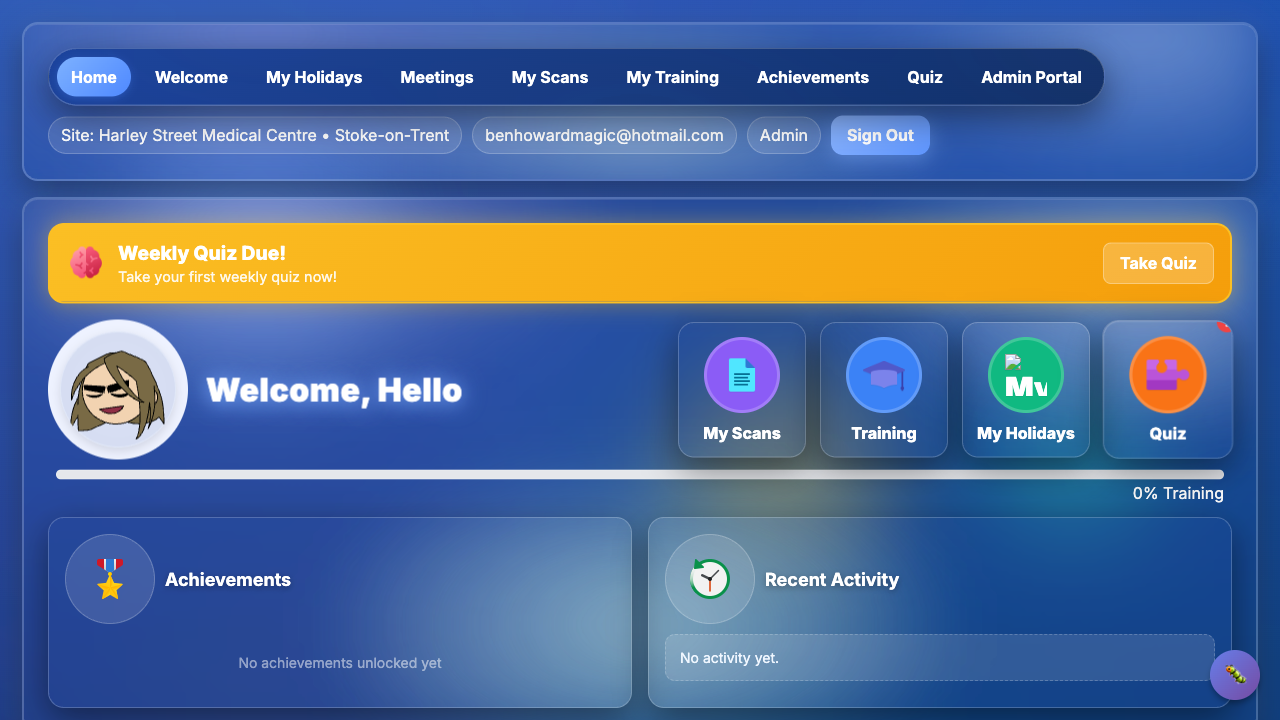 Home
Welcome
My Holidays
Meetings
My Scans
My Training
Achievements
Quiz
Admin Portal
Site: Harley Street Medical Centre • Stoke-on-Trent
benhowardmagic@hotmail.com
Admin
Sign Out
Weekly Quiz Due!
Take your first weekly quiz now!
Take Quiz
Welcome, Hello
My Scans
Training
My Holidays
Quiz
0% Training
Achievements
No achievements unlocked yet
Recent Activity
No activity yet.